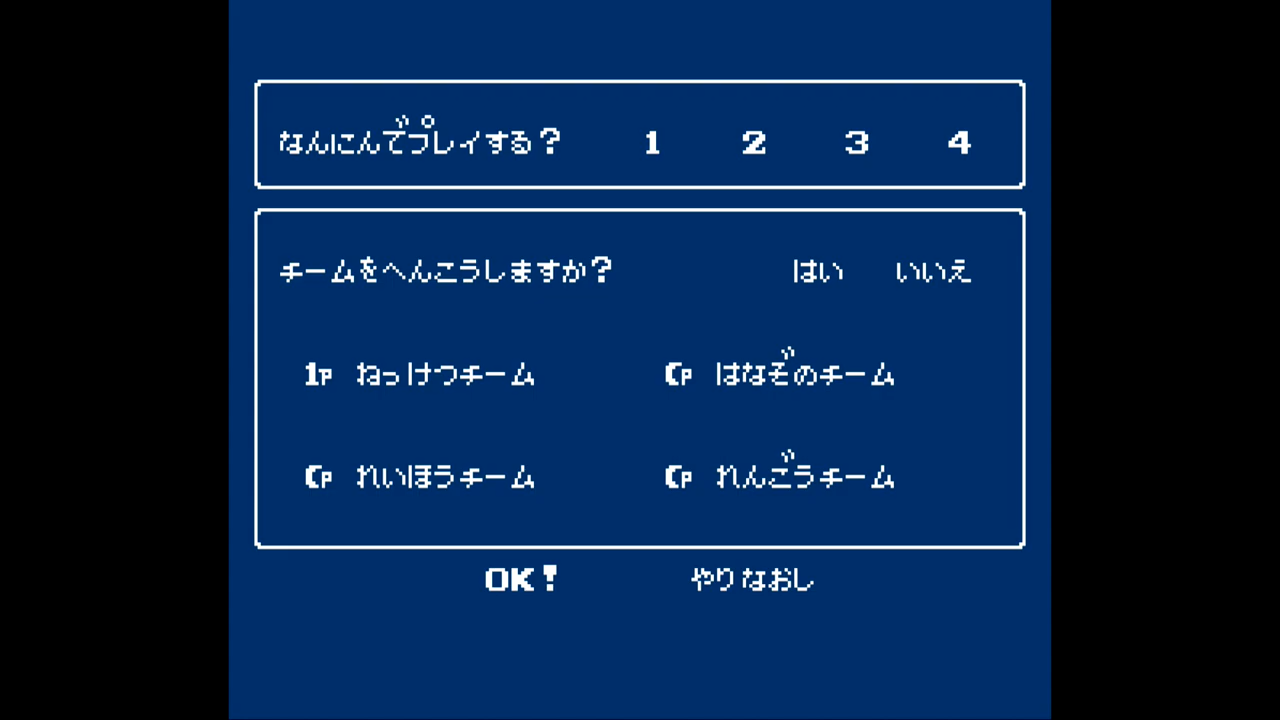 なんにんでプレイする? 1 2 3 4
チームをへんこうしますか? はい いいえ
1P ねっけつチーム CP はなぞのチーム
CP れいほうチーム CP れんごうチーム
OK! やりなおし